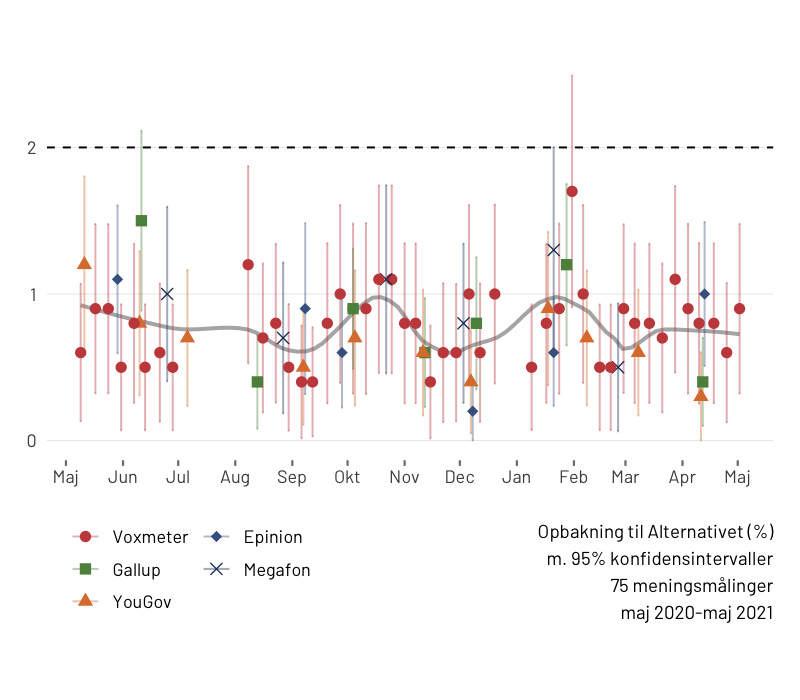 2
1
0
Maj Jun Jul Aug Sep Okt Nov Dec Jan Feb Mar Apr Maj
Voxmeter Epinion
Gallup Megafon
YouGov
Opbakning til Alternativet (%)
m. 95% konfidensintervaller
75 meningsmålinger
maj 2020-maj 2021